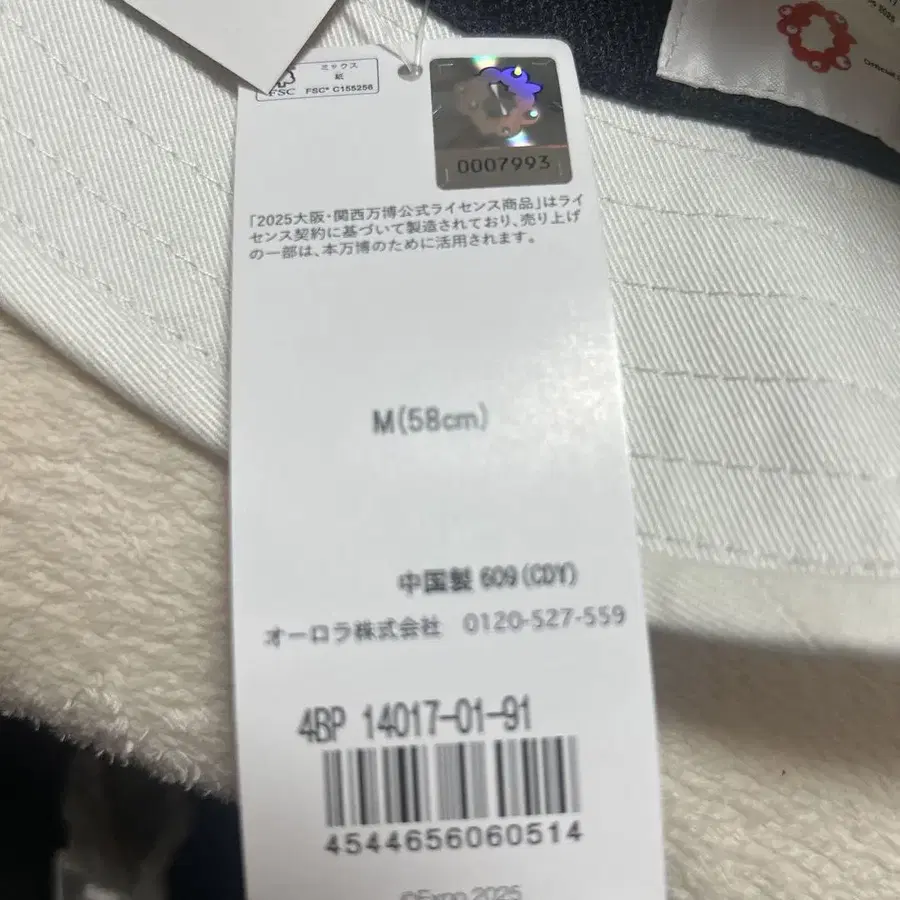 ミックス
紙
FSC
FSC® C155256
0007993
「2025大阪・関西万博公式ライセンス商品」はライ
センス契約に基づいて製造されており、売り上げ
の一部は、本万博のために活用されます。
M(58cm)
中国製 609(CDY)
オーロラ株式会社 0120-527-559
4BP 14017-01-91
4544656060514
©Expo 2025
2025